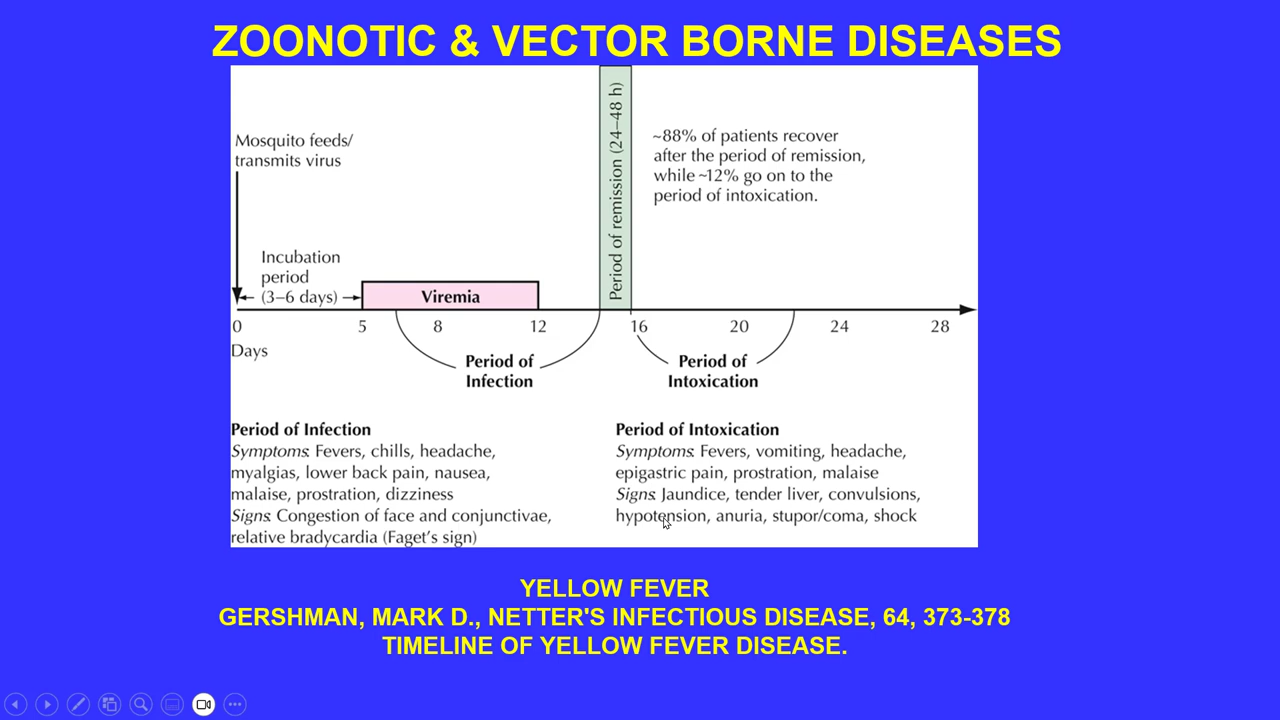 ZOONOTIC & VECTOR BORNE DISEASES
Mosquito feeds/
transmits virus
Incubation
period
(3–6 days)
Viremia
Period of remission (24–48 h)
~88% of patients recover
after the period of remission,
while ~12% go on to the
period of intoxication.
0 5 8 12 16 20 24 28
Days
Period of
Infection
Period of
Intoxication
Period of Infection
Symptoms: Fevers, chills, headache,
myalgias, lower back pain, nausea,
malaise, prostration, dizziness
Signs: Congestion of face and conjunctivae,
relative bradycardia (Faget’s sign)
Period of Intoxication
Symptoms: Fevers, vomiting, headache,
epigastric pain, prostration, malaise
Signs: Jaundice, tender liver, convulsions,
hypotension, anuria, stupor/coma, shock
YELLOW FEVER
GERSHMAN, MARK D., NETTER'S INFECTIOUS DISEASE, 64, 373-378
TIMELINE OF YELLOW FEVER DISEASE.